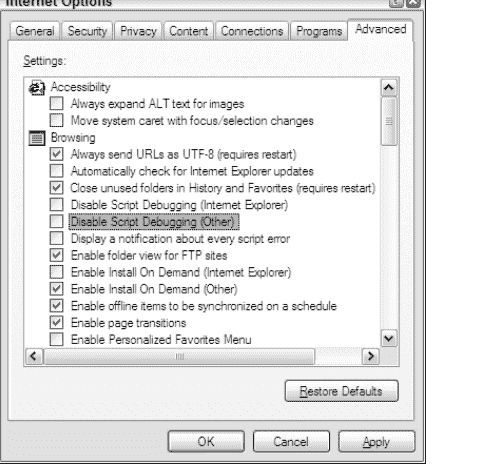 Internet Options
General Security Privacy Content Connections Programs Advanced
Settings:
Accessibility
Always expand ALT text for images
Move system caret with focus/selection changes
Browsing
Always send URLs as UTF-8 (requires restart)
Automatically check for Internet Explorer updates
Close unused folders in History and Favorites (requires restart)
Disable Script Debugging (Internet Explorer)
Disable Script Debugging (Other)
Display a notification about every script error
Enable folder view for FTP sites
Enable Install On Demand (Internet Explorer)
Enable Install On Demand (Other)
Enable offline items to be synchronized on a schedule
Enable page transitions
Enable Personalized Favorites Menu
Restore Defaults
OK Cancel Apply